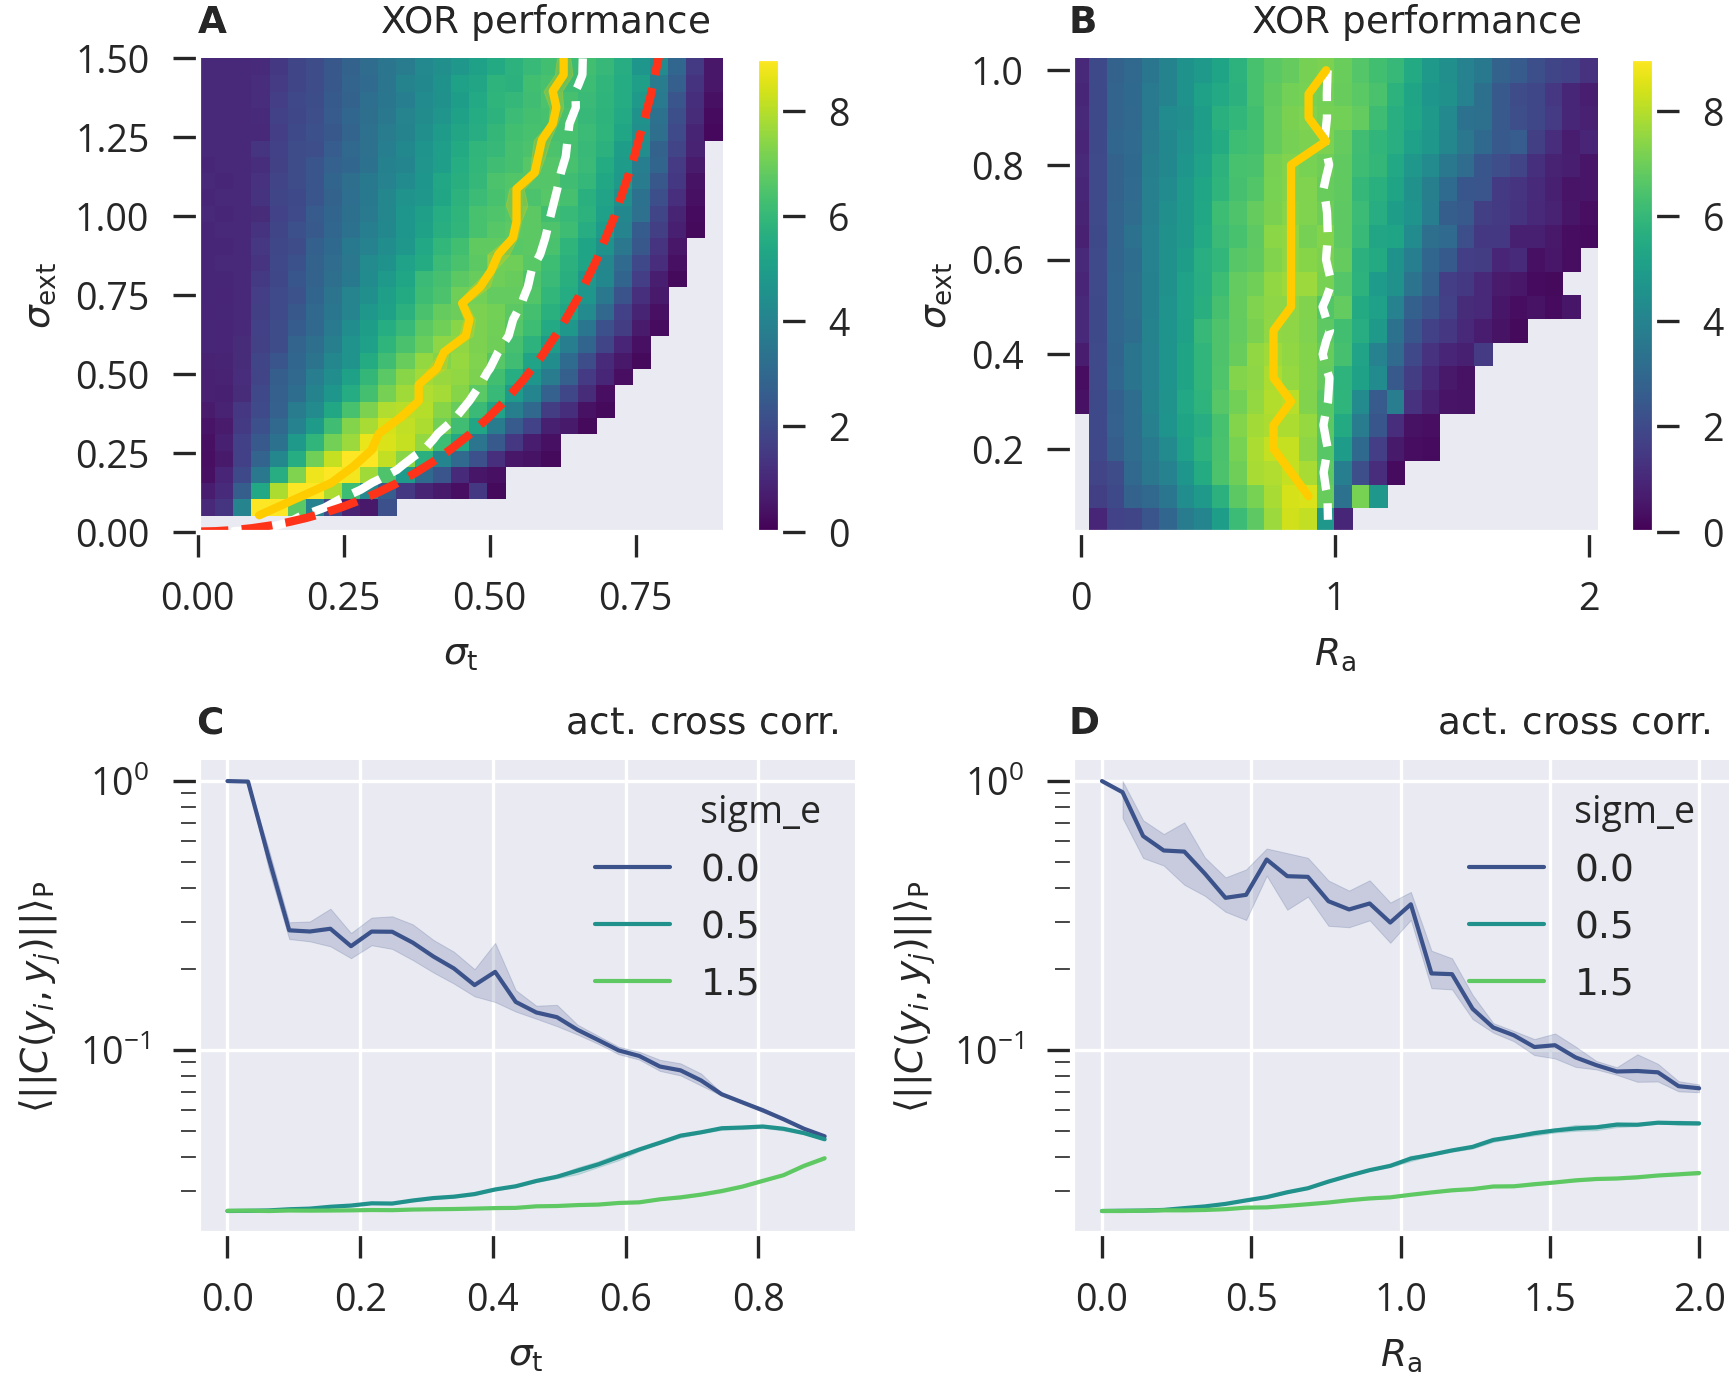 A XOR performance
1.50
1.25
1.00
0.75
0.50
0.25
0.00
σext
0.00 0.25 0.50 0.75
σt
8
6
4
2
0
B XOR performance
1.0
0.8
0.6
0.4
0.2
σext
0 1 2
Ra
8
6
4
2
0
C act. cross corr.
10⁰
10⁻¹
⟨||C(yi, yj)||⟩P
sigm_e
0.0
0.5
1.5
0.0 0.2 0.4 0.6 0.8
σt
D act. cross corr.
10⁰
10⁻¹
⟨||C(yi, yj)||⟩P
sigm_e
0.0
0.5
1.5
0.0 0.5 1.0 1.5 2.0
Ra